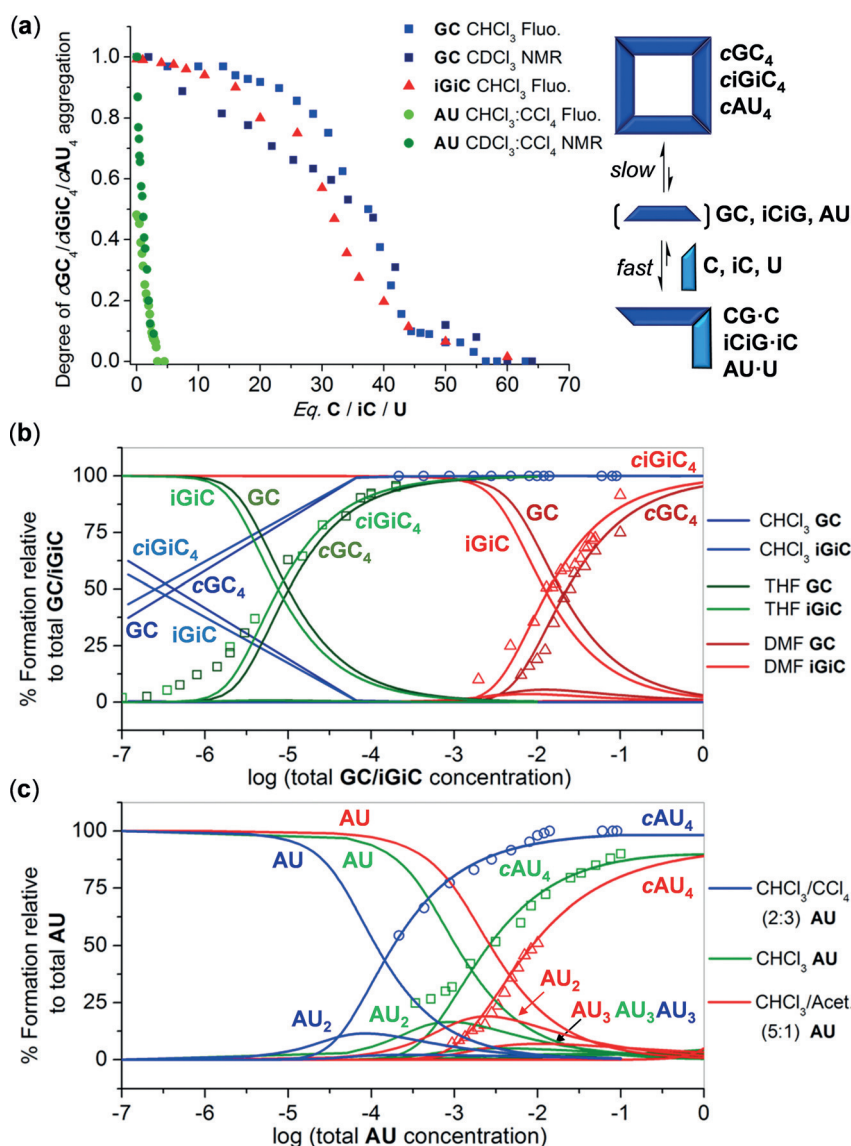 (a)
Degree of cGC₄/ciGiC₄/cAU₄ aggregation
1.0
0.8
0.6
0.4
0.2
0.0
0 10 20 30 40 50 60 70
Eq. C / iC / U
GC CHCl₃ Fluo.
GC CDCl₃ NMR
iGiC CHCl₃ Fluo.
AU CHCl₃:CCl₄ Fluo.
AU CDCl₃:CCl₄ NMR
cGC₄
ciGiC₄
cAU₄
slow
GC, iCiG, AU
fast
C, iC, U
CG·C
iCiG·iC
AU·U
(b)
% Formation relative
to total GC/iGiC
100
75
50
25
0
-7 -6 -5 -4 -3 -2 -1 0
log (total GC/iGiC concentration)
ciGiC₄
iGiC GC
ciGiC₄
cGC₄
ciGiC₄
cGC₄
GC
iGiC
iGiC
GC
cGC₄
CHCl₃ GC
CHCl₃ iGiC
THF GC
THF iGiC
DMF GC
DMF iGiC
(c)
% Formation relative
to total AU
100
75
50
25
0
-7 -6 -5 -4 -3 -2 -1 0
log (total AU concentration)
AU
AU
AU
cAU₄
cAU₄
cAU₄
AU₂
AU₂
AU₂
AU₃ AU₃ AU₃
CHCl₃/CCl₄
(2:3) AU
CHCl₃ AU
CHCl₃/Acet.
(5:1) AU